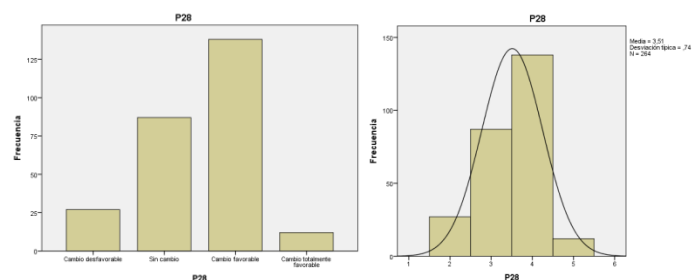 P28
Frecuencia
125
100
75
50
25
0
Cambio desfavorable
Sin cambio
Cambio favorable
Cambio totalmente
favorable
P28
P28
Frecuencia
150
100
50
0
1
2
3
4
5
6
P28
Media = 3,51
Desviación típica = ,74
N = 264